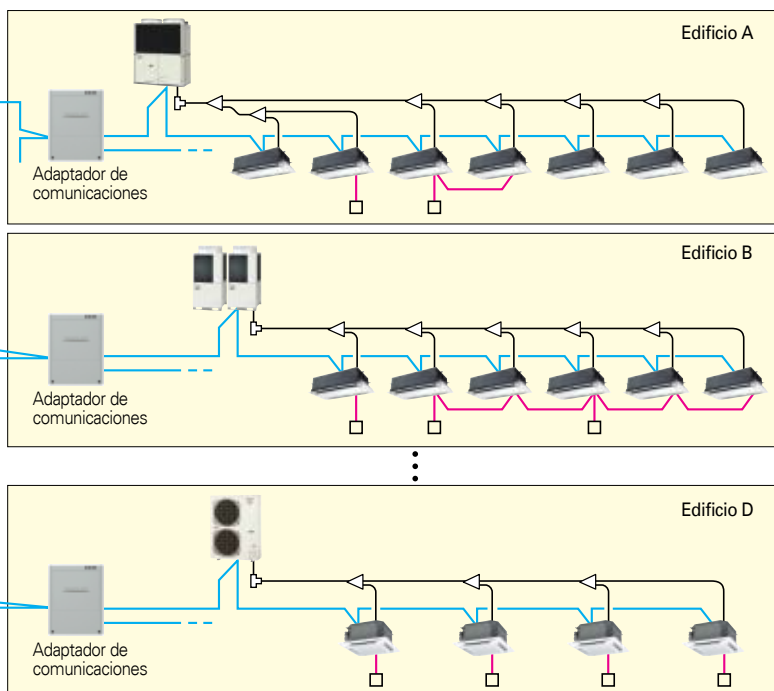 Edificio A
Adaptador de
comunicaciones
Edificio B
Adaptador de
comunicaciones
Edificio D
Adaptador de
comunicaciones